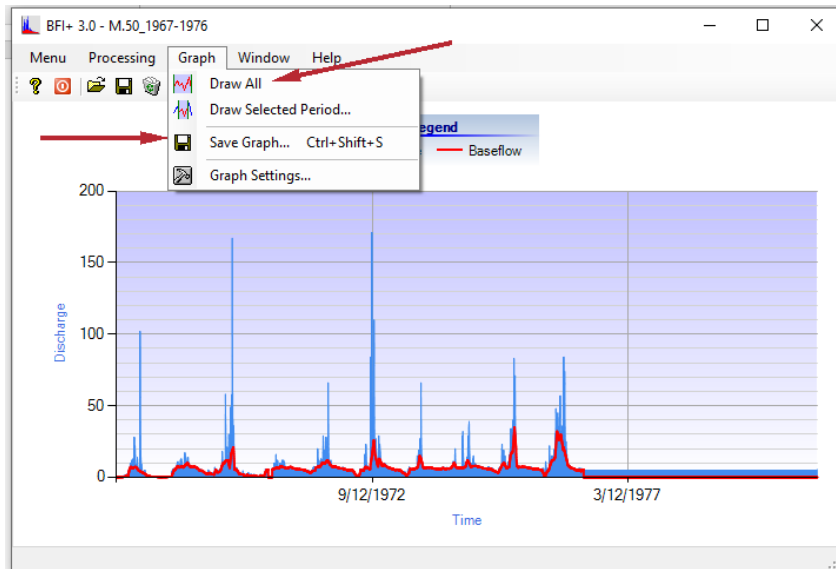 BFI+ 3.0 - M.50_1967-1976
Menu Processing Graph Window Help
Draw All
Draw Selected Period...
Save Graph... Ctrl+Shift+S
Graph Settings...
Baseflow
200
150
100
50
0
Discharge
9/12/1972 3/12/1977
Time